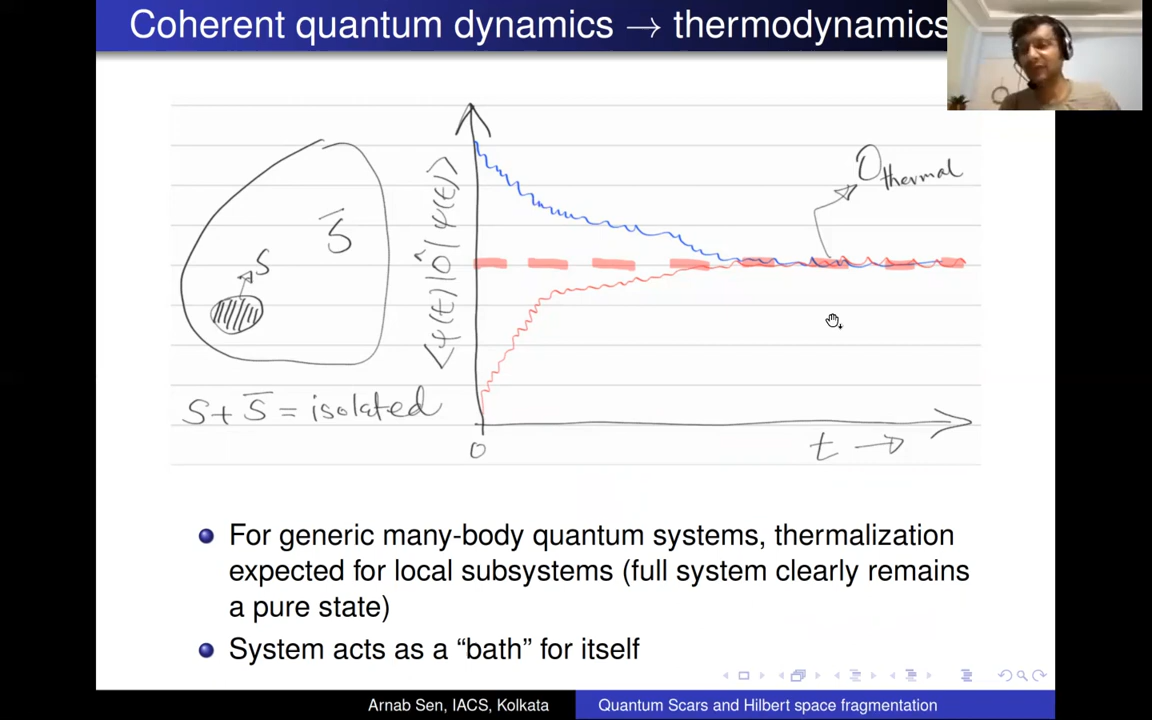 Coherent quantum dynamics → thermodynamics
S
S̄
S + S̄ = isolated
<ψ(t)|Ô|ψ(t)>
O thermal
0
t →
For generic many-body quantum systems, thermalization
expected for local subsystems (full system clearly remains
a pure state)
System acts as a “bath” for itself
Arnab Sen, IACS, Kolkata
Quantum Scars and Hilbert space fragmentation